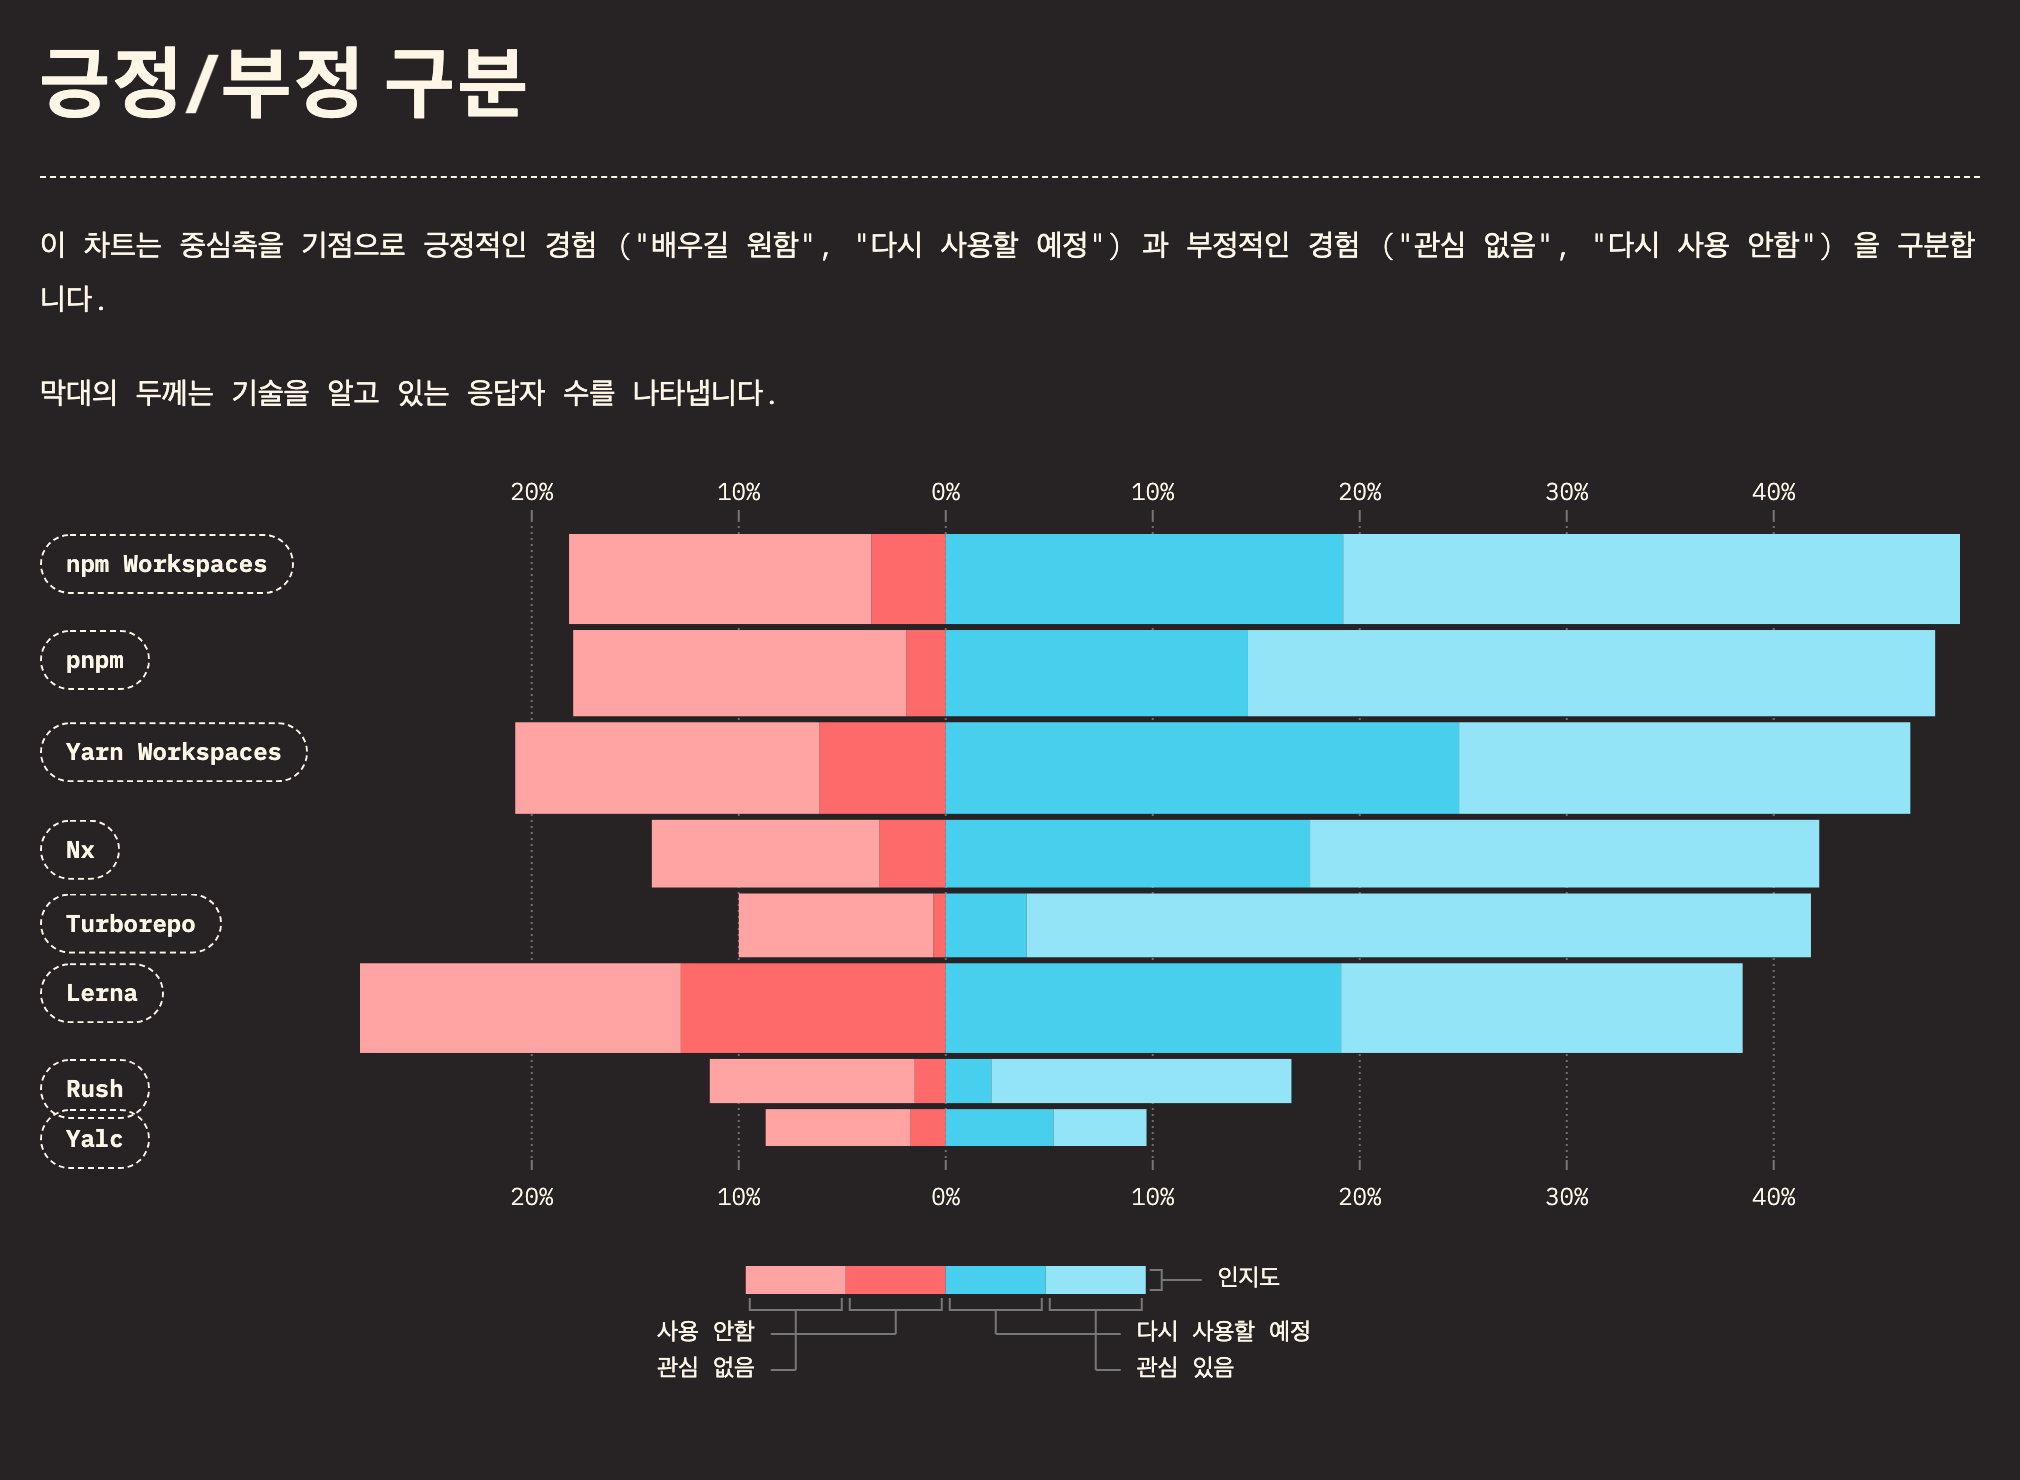 긍정/부정 구분
이 차트는 중심축을 기점으로 긍정적인 경험 ("배우길 원함", "다시 사용할 예정") 과 부정적인 경험 ("관심 없음", "다시 사용 안함") 을 구분합
니다.
막대의 두께는 기술을 알고 있는 응답자 수를 나타냅니다.
20% 10% 0% 10% 20% 30% 40%
npm Workspaces
pnpm
Yarn Workspaces
Nx
Turborepo
Lerna
Rush
Yalc
20% 10% 0% 10% 20% 30% 40%
인지도
사용 안함 다시 사용할 예정
관심 없음 관심 있음